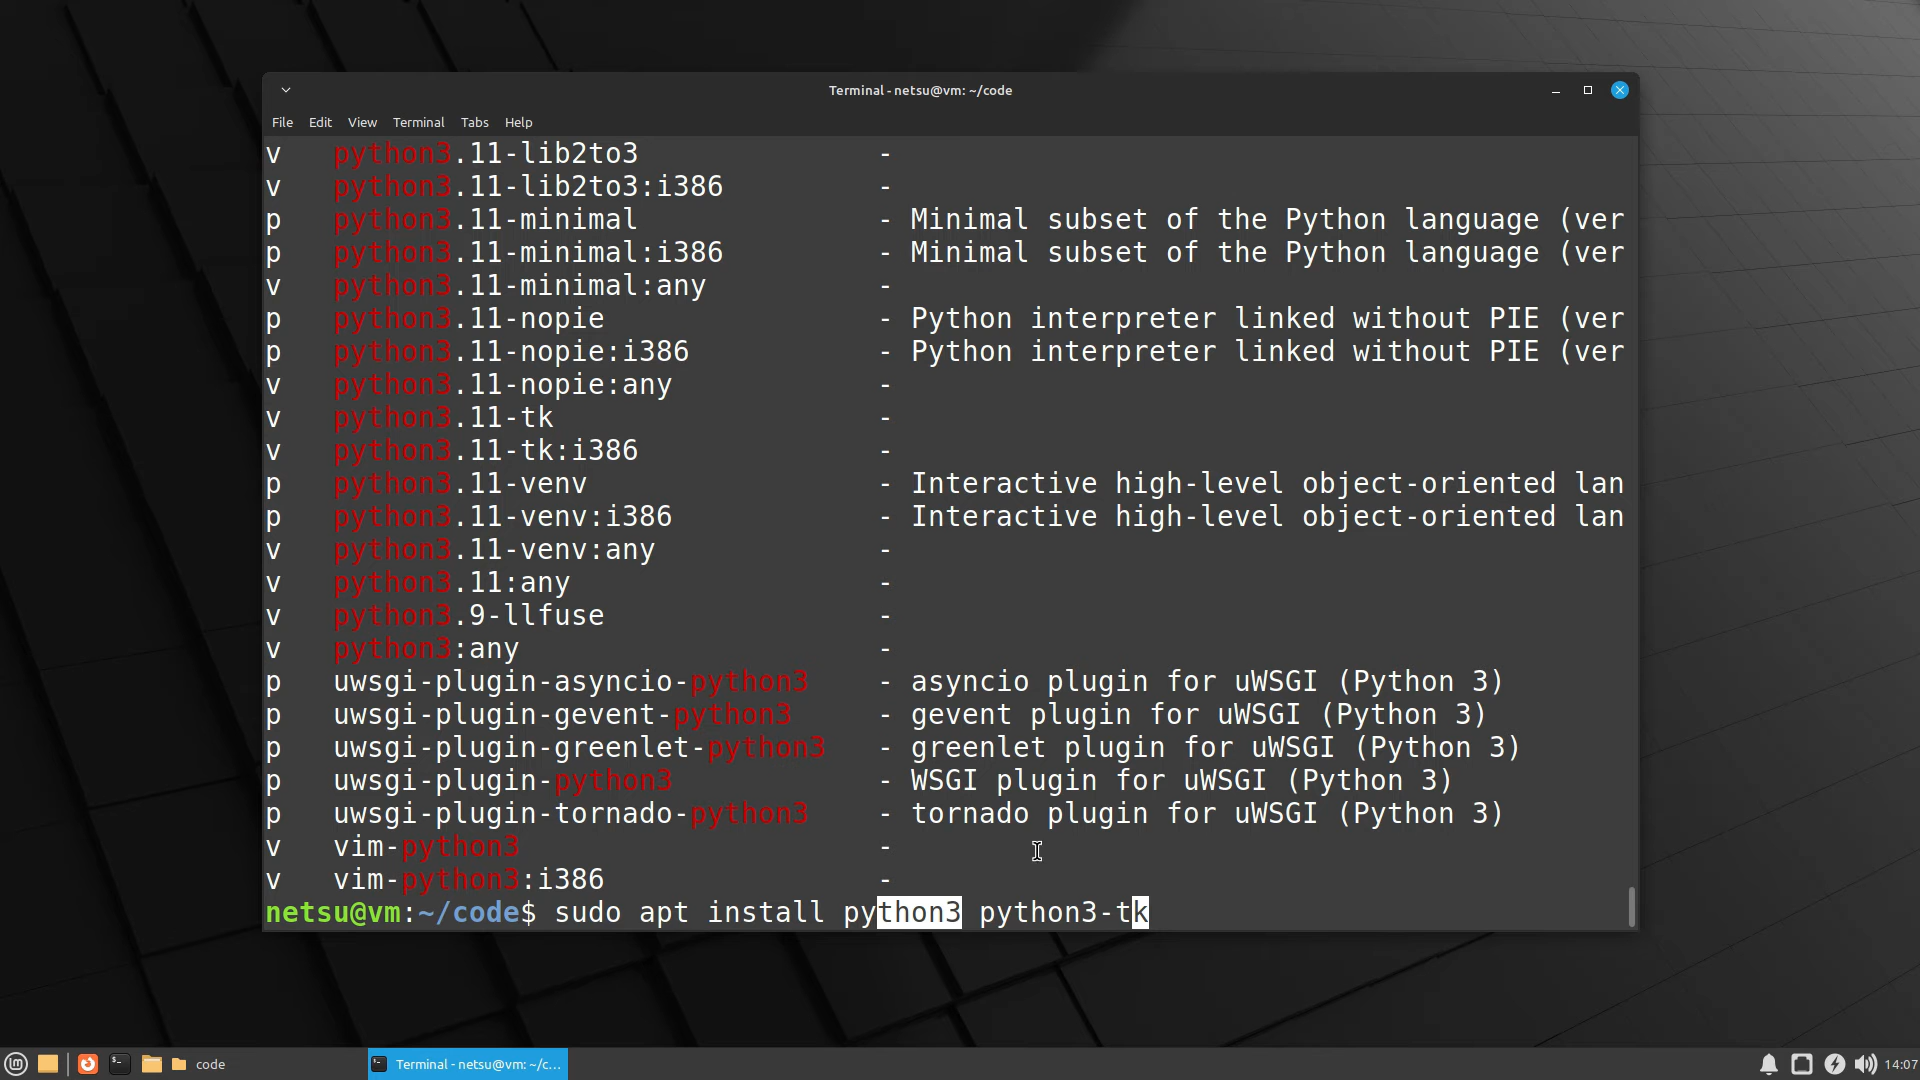 Terminal - netsu@vm: ~/code
File Edit View Terminal Tabs Help
v python3.11-lib2to3 -
v python3.11-lib2to3:i386 -
p python3.11-minimal - Minimal subset of the Python language (ver
p python3.11-minimal:i386 - Minimal subset of the Python language (ver
v python3.11-minimal:any -
p python3.11-nopie - Python interpreter linked without PIE (ver
p python3.11-nopie:i386 - Python interpreter linked without PIE (ver
v python3.11-nopie:any -
v python3.11-tk -
v python3.11-tk:i386 -
p python3.11-venv - Interactive high-level object-oriented lan
p python3.11-venv:i386 - Interactive high-level object-oriented lan
v python3.11-venv:any -
v python3.11:any -
v python3.9-llfuse -
v python3:any -
p uwsgi-plugin-asyncio-python3 - asyncio plugin for uWSGI (Python 3)
p uwsgi-plugin-gevent-python3 - gevent plugin for uWSGI (Python 3)
p uwsgi-plugin-greenlet-python3 - greenlet plugin for uWSGI (Python 3)
p uwsgi-plugin-python3 - WSGI plugin for uWSGI (Python 3)
p uwsgi-plugin-tornado-python3 - tornado plugin for uWSGI (Python 3)
v vim-python3 -
v vim-python3:i386 -
netsu@vm:~/code$ sudo apt install python3 python3-tk
code Terminal - netsu@vm: ~/c... 14:07